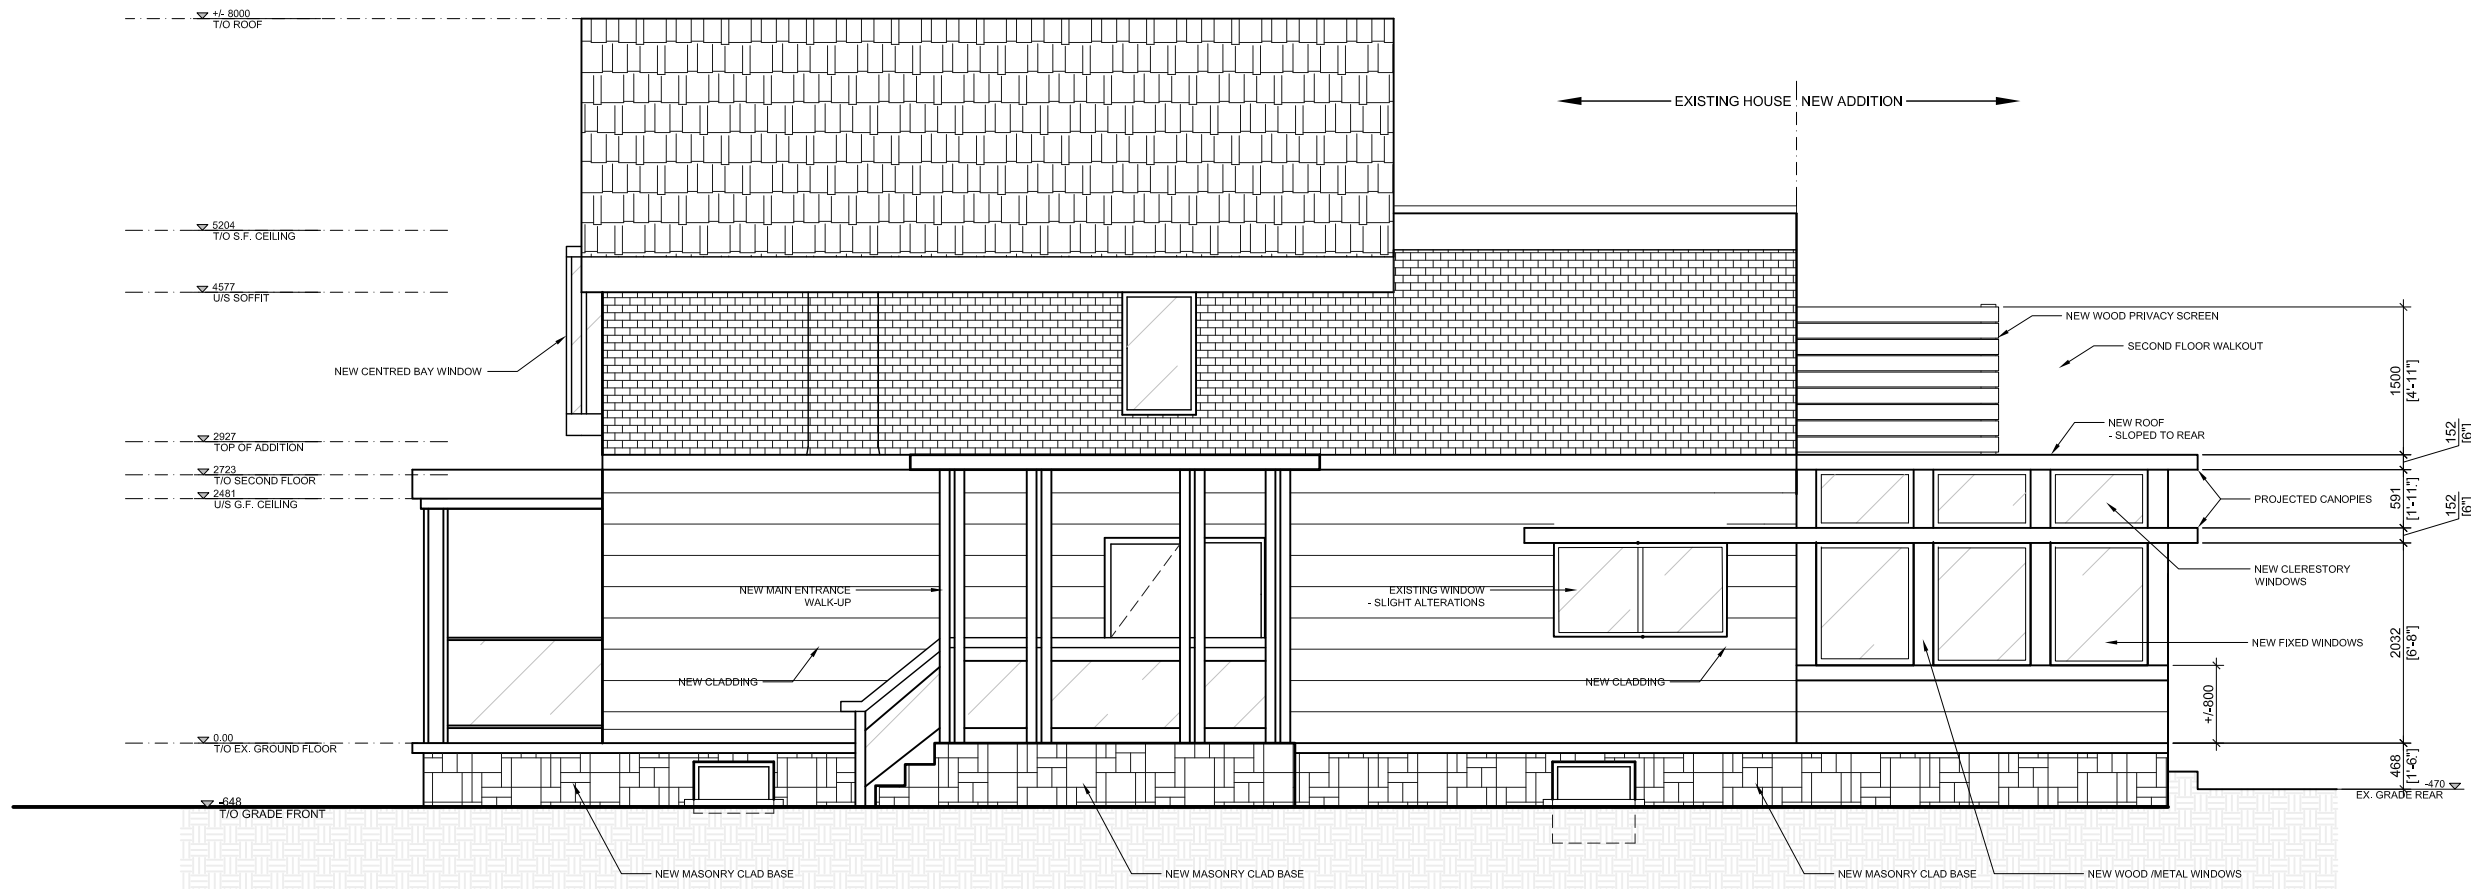 +/- 8000
T/O ROOF
EXISTING HOUSE
NEW ADDITION
5204
T/O S.F. CEILING
4577
U/S SOFFIT
NEW CENTRED BAY WINDOW
2927
TOP OF ADDITION
2723
T/O SECOND FLOOR
2481
U/S G.F. CEILING
NEW WOOD PRIVACY SCREEN
SECOND FLOOR WALKOUT
NEW ROOF
- SLOPED TO REAR
PROJECTED CANOPIES
NEW CLERESTORY
WINDOWS
NEW FIXED WINDOWS
1500
[4'-11"]
152
[6"]
591
[1'-11.]
152
[6"]
2032
[6'-8"]
+/-800
468
[1'-6"]
NEW MAIN ENTRANCE
WALK-UP
EXISTING WINDOW
- SLIGHT ALTERATIONS
NEW CLADDING
NEW CLADDING
0.00
T/O EX. GROUND FLOOR
-648
T/O GRADE FRONT
-470
EX. GRADE REAR
NEW MASONRY CLAD BASE
NEW MASONRY CLAD BASE
NEW MASONRY CLAD BASE
NEW WOOD /METAL WINDOWS